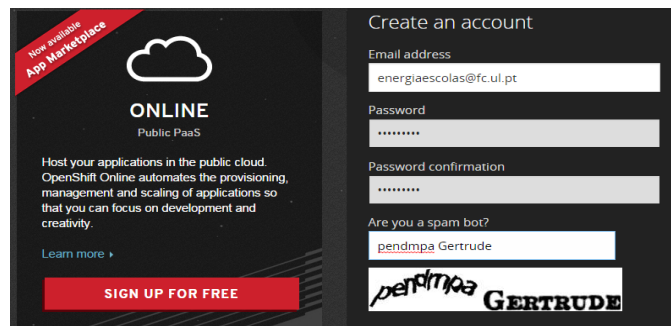 Now available
App Marketplace
ONLINE
Public PaaS
Host your applications in the public cloud.
OpenShift Online automates the provisioning,
management and scaling of applications so
that you can focus on development and
creativity.
Learn more
SIGN UP FOR FREE
Create an account
Email address
energiaescolas@fc.ul.pt
Password
•••••••••
Password confirmation
•••••••••
Are you a spam bot?
pendmpa Gertrude
pendmpa GERTRUDE